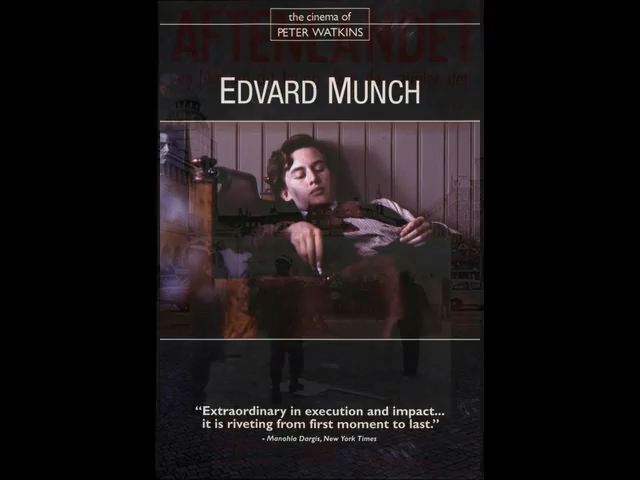 the cinema of
PETER WATKINS
AFTENLANDET
EDVARD MUNCH
“Extraordinary in execution and impact...
it is riveting from first moment to last.”
- Manohla Dargis, New York Times